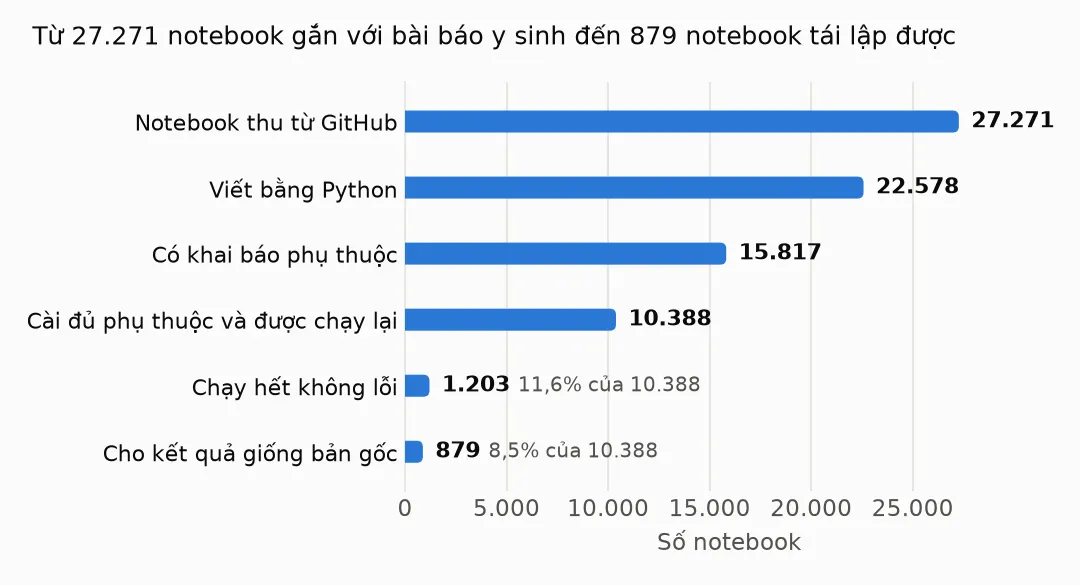 Từ 27.271 notebook gắn với bài báo y sinh đến 879 notebook tái lập được
Notebook thu từ GitHub 27.271
Viết bằng Python 22.578
Có khai báo phụ thuộc 15.817
Cài đủ phụ thuộc và được chạy lại 10.388
Chạy hết không lỗi 1.203 11,6% của 10.388
Cho kết quả giống bản gốc 879 8,5% của 10.388
0 5.000 10.000 15.000 20.000 25.000
Số notebook